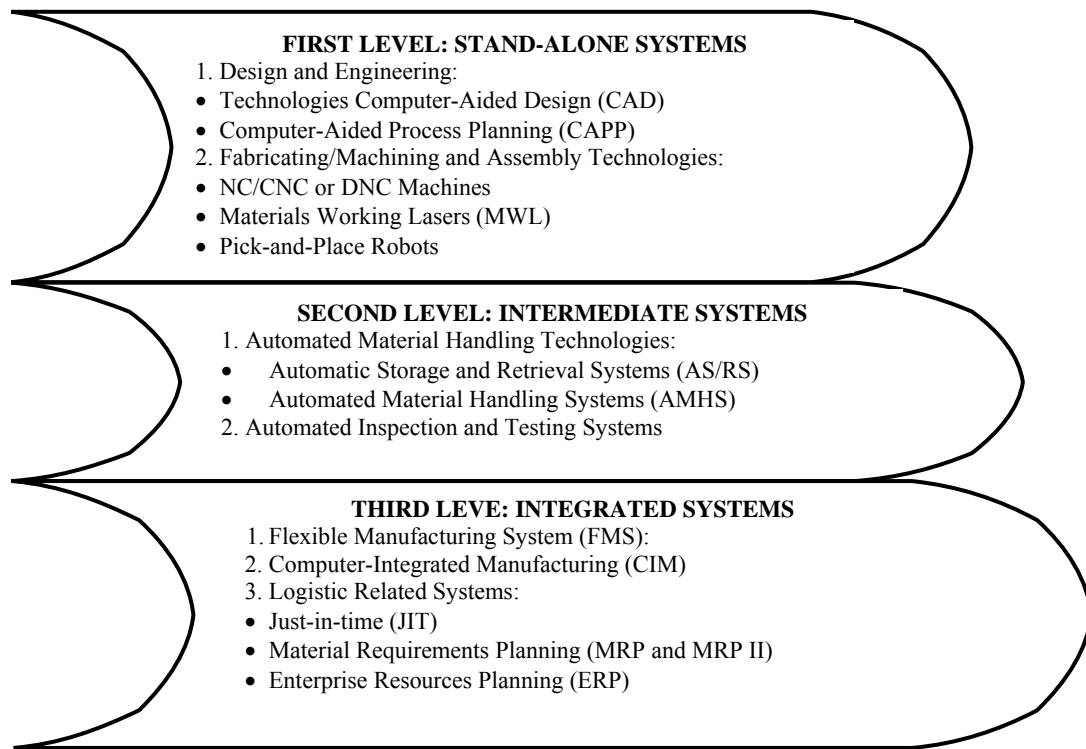 FIRST LEVEL: STAND-ALONE SYSTEMS
1. Design and Engineering:
• Technologies Computer-Aided Design (CAD)
• Computer-Aided Process Planning (CAPP)
2. Fabricating/Machining and Assembly Technologies:
• NC/CNC or DNC Machines
• Materials Working Lasers (MWL)
• Pick-and-Place Robots
SECOND LEVEL: INTERMEDIATE SYSTEMS
1. Automated Material Handling Technologies:
• Automatic Storage and Retrieval Systems (AS/RS)
• Automated Material Handling Systems (AMHS)
2. Automated Inspection and Testing Systems
THIRD LEVE: INTEGRATED SYSTEMS
1. Flexible Manufacturing System (FMS):
2. Computer-Integrated Manufacturing (CIM)
3. Logistic Related Systems:
• Just-in-time (JIT)
• Material Requirements Planning (MRP and MRP II)
• Enterprise Resources Planning (ERP)